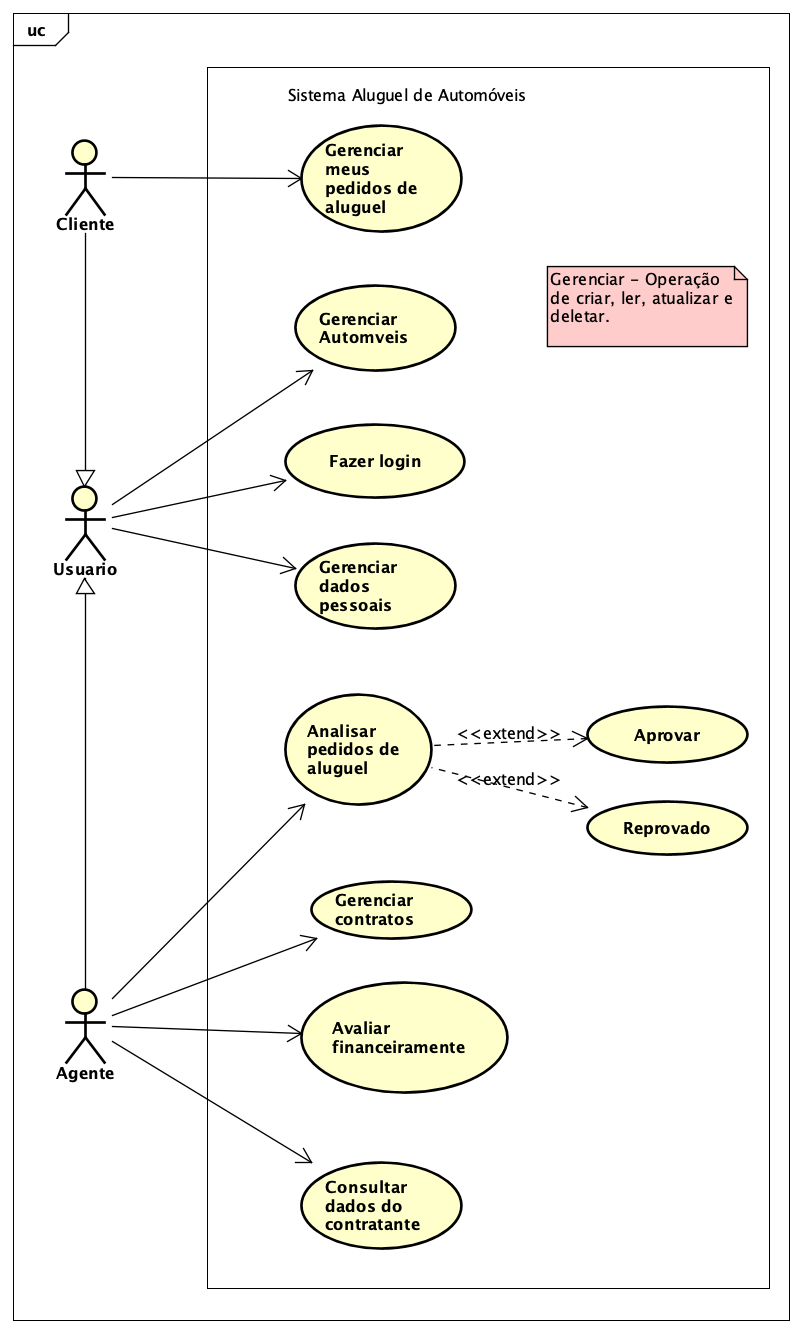 uc
Sistema Aluguel de Automóveis
Gerenciar
meus
pedidos de
aluguel
Cliente
Gerenciar - Operação
de criar, ler, atualizar e
deletar.
Gerenciar
Automveis
Fazer login
Usuario
Gerenciar
dados
pessoais
Analisar
pedidos de
aluguel
<<extend>>
Aprovar
<<extend>>
Reprovado
Gerenciar
contratos
Agente
Avaliar
financeiramente
Consultar
dados do
contratante